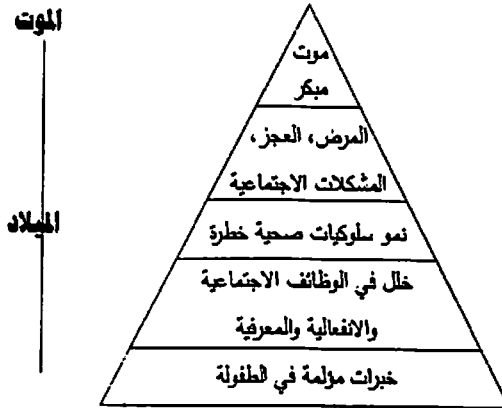 الموت
موت
مبكر
المرض، العجز،
المشكلات الاجتماعية
الميلاد
نمو سلوكيات صحية خطرة
خلل في الوظائف الاجتماعية
والانفعالية والمعرفية
خبرات مؤلمة في الطفولة